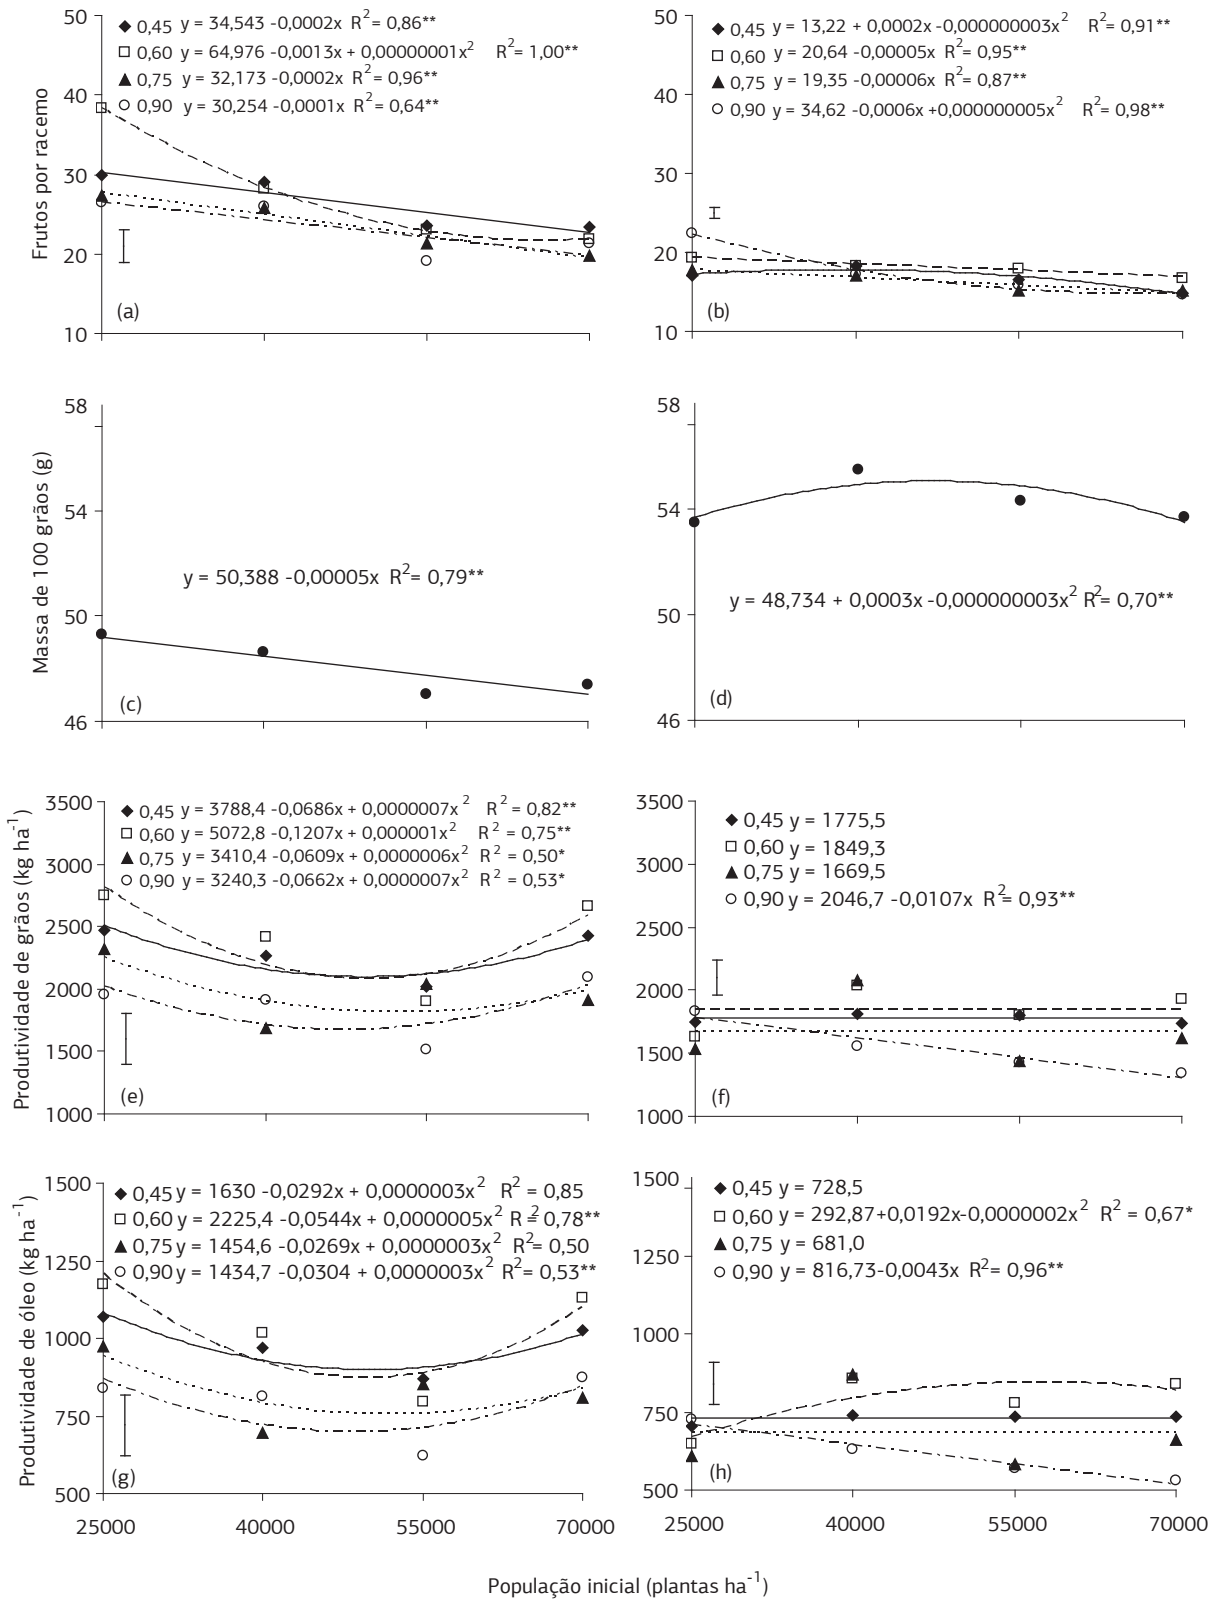 50
40
30
20
10
Frutos por racemo
0,45 y = 34,543 -0,0002x R2= 0,86**
0,60 y = 64,976 -0,0013x + 0,00000001x2 R2= 1,00**
0,75 y = 32,173 -0,0002x R2= 0,96**
0,90 y = 30,254 -0,0001x R2= 0,64**
(a)
50
40
30
20
10
0,45 y = 13,22 + 0,0002x -0,000000003x2 R2= 0,91**
0,60 y = 20,64 -0,00005x R2= 0,95**
0,75 y = 19,35 -0,00006x R2= 0,87**
0,90 y = 34,62 -0,0006x +0,000000005x2 R2= 0,98**
(b)
58
54
50
46
Massa de 100 grãos (g)
y = 50,388 -0,00005x R2= 0,79**
(c)
58
54
50
46
y = 48,734 + 0,0003x -0,000000003x2 R2= 0,70**
(d)
3500
3000
2500
2000
1500
1000
Produtividade de grãos (kg ha-1)
0,45 y = 3788,4 -0,0686x + 0,0000007x2 R2 = 0,82**
0,60 y = 5072,8 -0,1207x + 0,000001x2 R2 = 0,75**
0,75 y = 3410,4 -0,0609x + 0,0000006x2 R2 = 0,50*
0,90 y = 3240,3 -0,0662x + 0,0000007x2 R2 = 0,53*
(e)
3500
3000
2500
2000
1500
1000
0,45 y = 1775,5
0,60 y = 1849,3
0,75 y = 1669,5
0,90 y = 2046,7 -0,0107x R2= 0,93**
(f)
1500
1250
1000
750
500
Produtividade de óleo (kg ha-1)
0,45 y = 1630 -0,0292x + 0,0000003x2 R2 = 0,85
0,60 y = 2225,4 -0,0544x + 0,0000005x2 R2= 0,78**
0,75 y = 1454,6 -0,0269x + 0,0000003x2 R2= 0,50
0,90 y = 1434,7 -0,0304 + 0,0000003x2 R2= 0,53**
(g)
25000 40000 55000 70000
1500
1250
1000
750
500
0,45 y = 728,5
0,60 y = 292,87+0,0192x-0,0000002x2 R2 = 0,67*
0,75 y = 681,0
0,90 y = 816,73-0,0043x R2= 0,96**
(h)
25000 40000 55000 70000
População inicial (plantas ha-1)